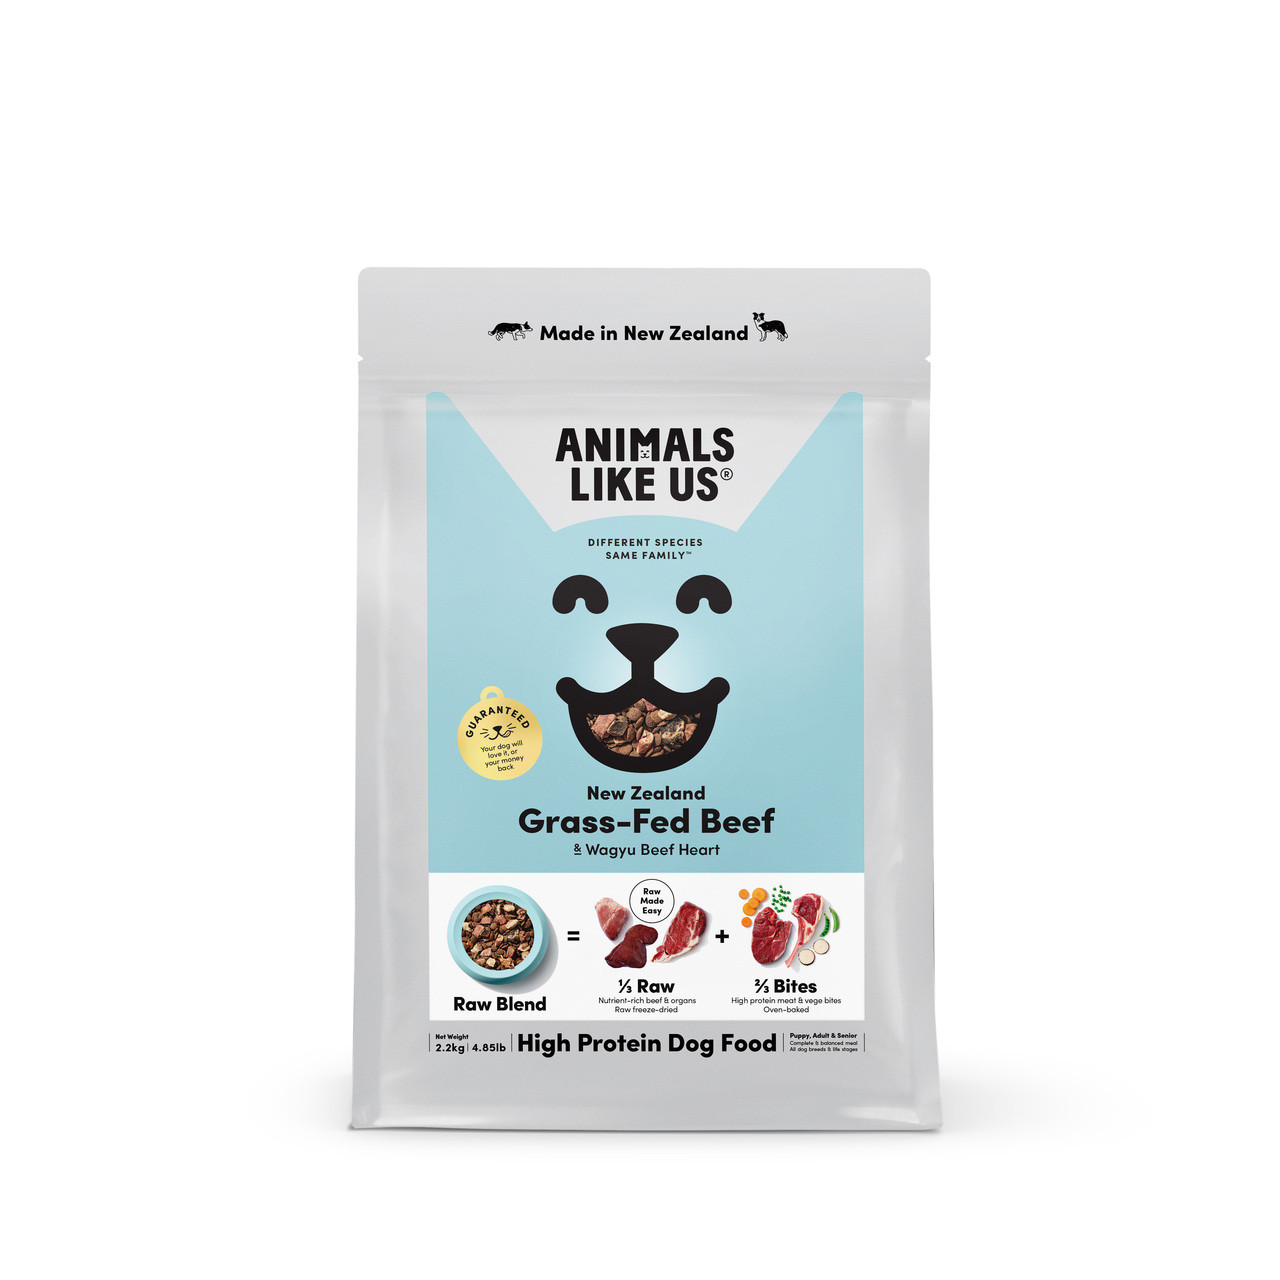 Made in New Zealand
ANIMALS
LIKE US®
DIFFERENT SPECIES
SAME FAMILY™
GUARANTEED
Your dog will
love it, or
your money
back
New Zealand
Grass-Fed Beef
& Wagyu Beef Heart
Raw
Made
Easy
Raw Blend
=
⅓ Raw
Nutrient-rich beef & organs
Raw freeze-dried
+
⅔ Bites
High protein meat & vege bites
Oven-baked
Net Weight
2.2kg | 4.85lb
High Protein Dog Food
Puppy, Adult & Senior
Complete & balanced meal
All dog breeds & life stages